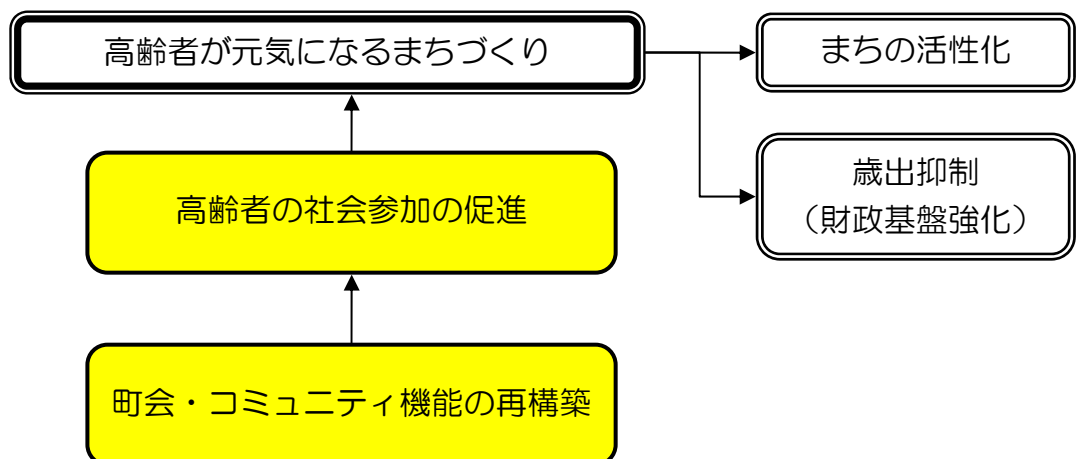 高齢者が元気になるまちづくり
まちの活性化
歳出抑制
（財政基盤強化）
高齢者の社会参加の促進
町会・コミュニティ機能の再構築